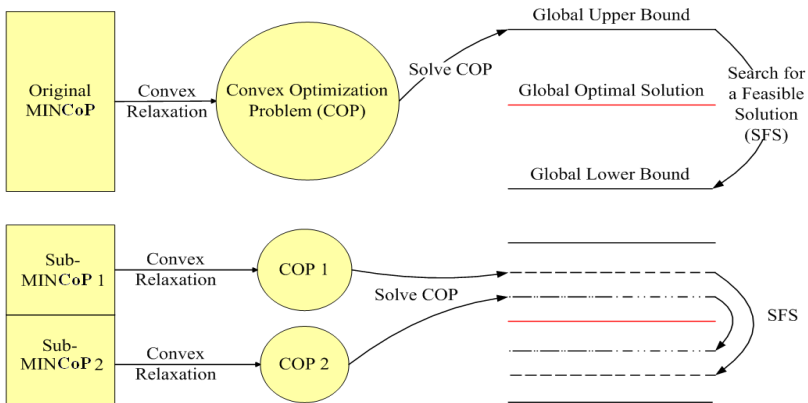 Original
MINCoP
Convex
Relaxation
Convex Optimization
Problem (COP)
Solve COP
Global Upper Bound
Global Optimal Solution
Global Lower Bound
Search for
a Feasible
Solution
(SFS)
Sub-
MINCoP 1
Convex
Relaxation
COP 1
Solve COP
SFS
Sub-
MINCoP 2
Convex
Relaxation
COP 2